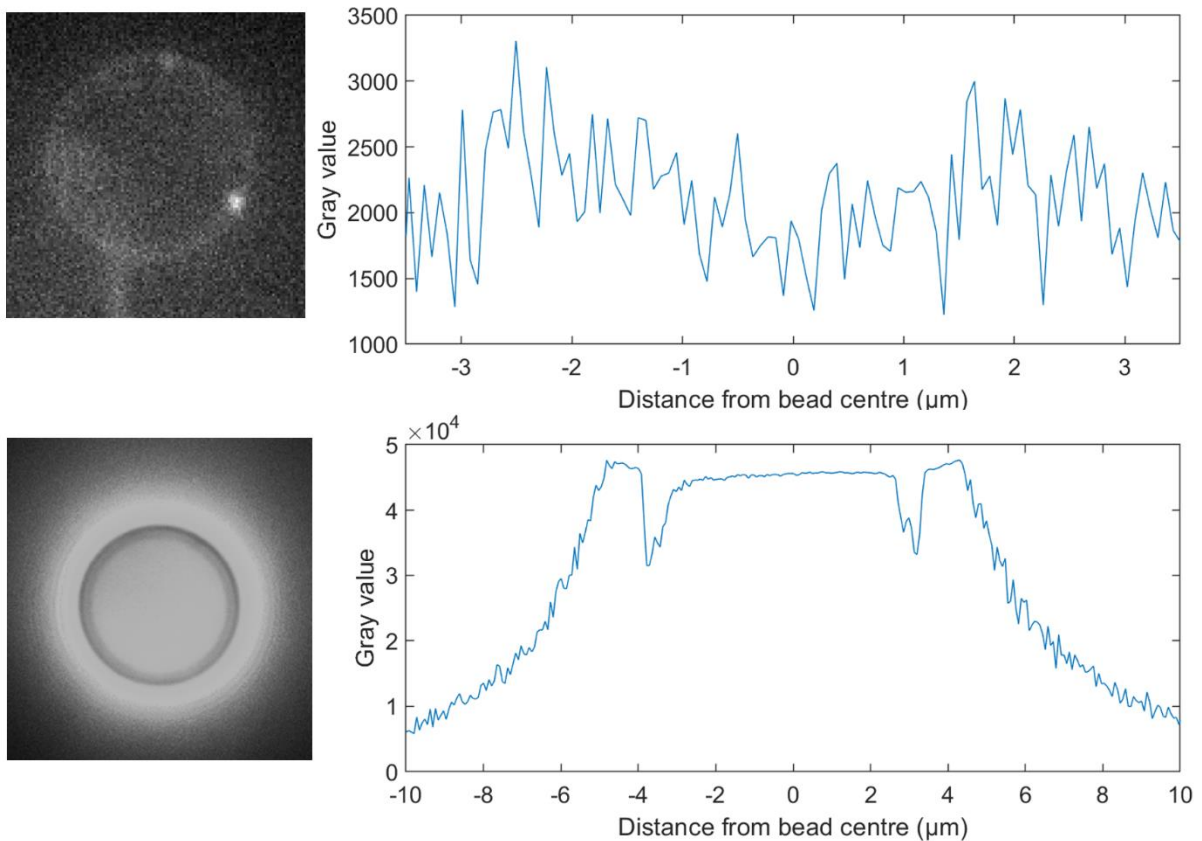 3500
3000
2500
2000
1500
1000
Gray value
-3 -2 -1 0 1 2 3
Distance from bead centre (µm)
×10⁴
5
4
3
2
1
0
Gray value
-10 -8 -6 -4 -2 0 2 4 6 8 10
Distance from bead centre (µm)